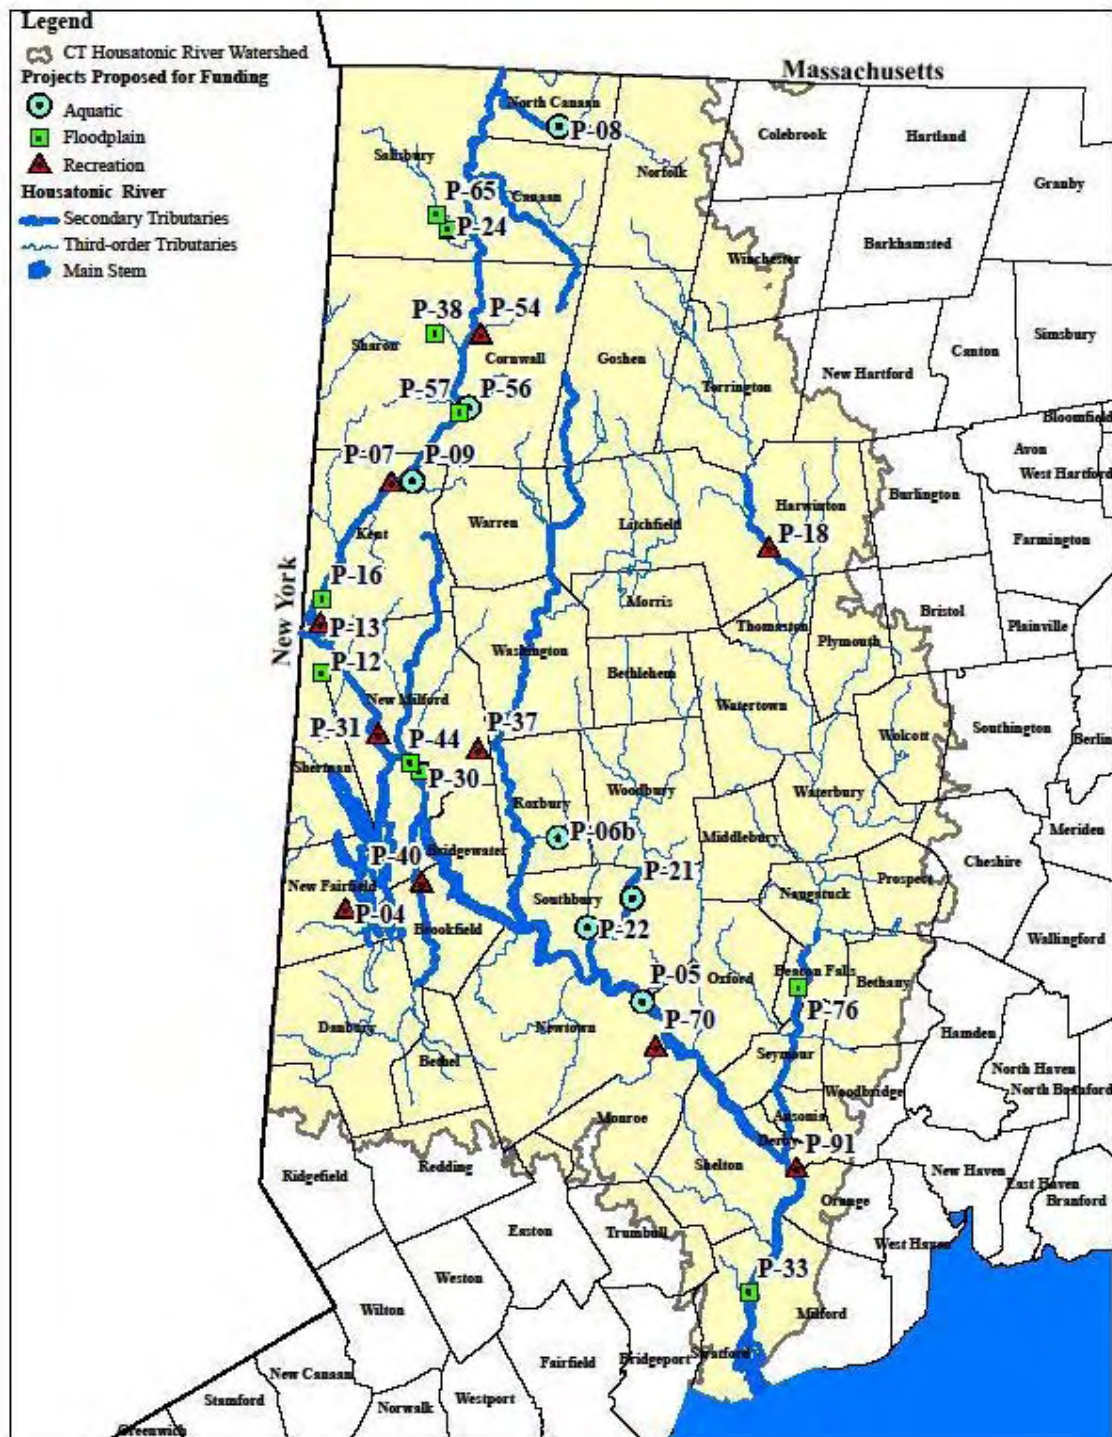 Legend
CT Housatonic River Watershed
Projects Proposed for Funding
Aquatic
Floodplain
Recreation
Housatonic River
Secondary Tributaries
Third-order Tributaries
Main Stem
Massachusetts
New York
North Canaan
P-08
Colebrook
Hartland
Salisbury
Norfolk
Granby
P-65
Canaan
P-24
Barkhamsted
Winchester
P-38
P-54
Sharon
Cornwall
Goshen
Simsbury
Canton
New Hartford
Torrington
P-57
P-56
Bloomfield
Avon
West Hartford
P-07
P-09
Burlington
Harwinton
Warren
Litchfield
P-18
Kent
Farmington
P-16
Morris
Bristol
P-13
Thomaston
Plainville
Plymouth
Washington
P-12
Bethlehem
New Milford
Watertown
P-31
P-37
Southington
Berlin
Wolcott
P-44
Sherman
P-30
Woodbury
Waterbury
Roxbury
P-06b
Middlebury
Meriden
P-40
Bridgewater
Cheshire
P-21
New Fairfield
Southbury
Naugatuck
Prospect
P-04
P-22
Brookfield
Wallingford
P-05
Oxford
Beacon Falls
Bethany
P-76
P-70
Danbury
Newtown
Hamden
Bethel
Seymour
North Haven
Woodbridge
North Branford
Monroe
Ansonia
Derby
P-91
Redding
Ridgefield
Shelton
New Haven
East Haven
Branford
Orange
Easton
Trumbull
West Haven
P-33
Weston
Wilton
Milford
Stratford
New Canaan
Fairfield
Bridgeport
Stamford
Norwalk
Westport
Greenwich